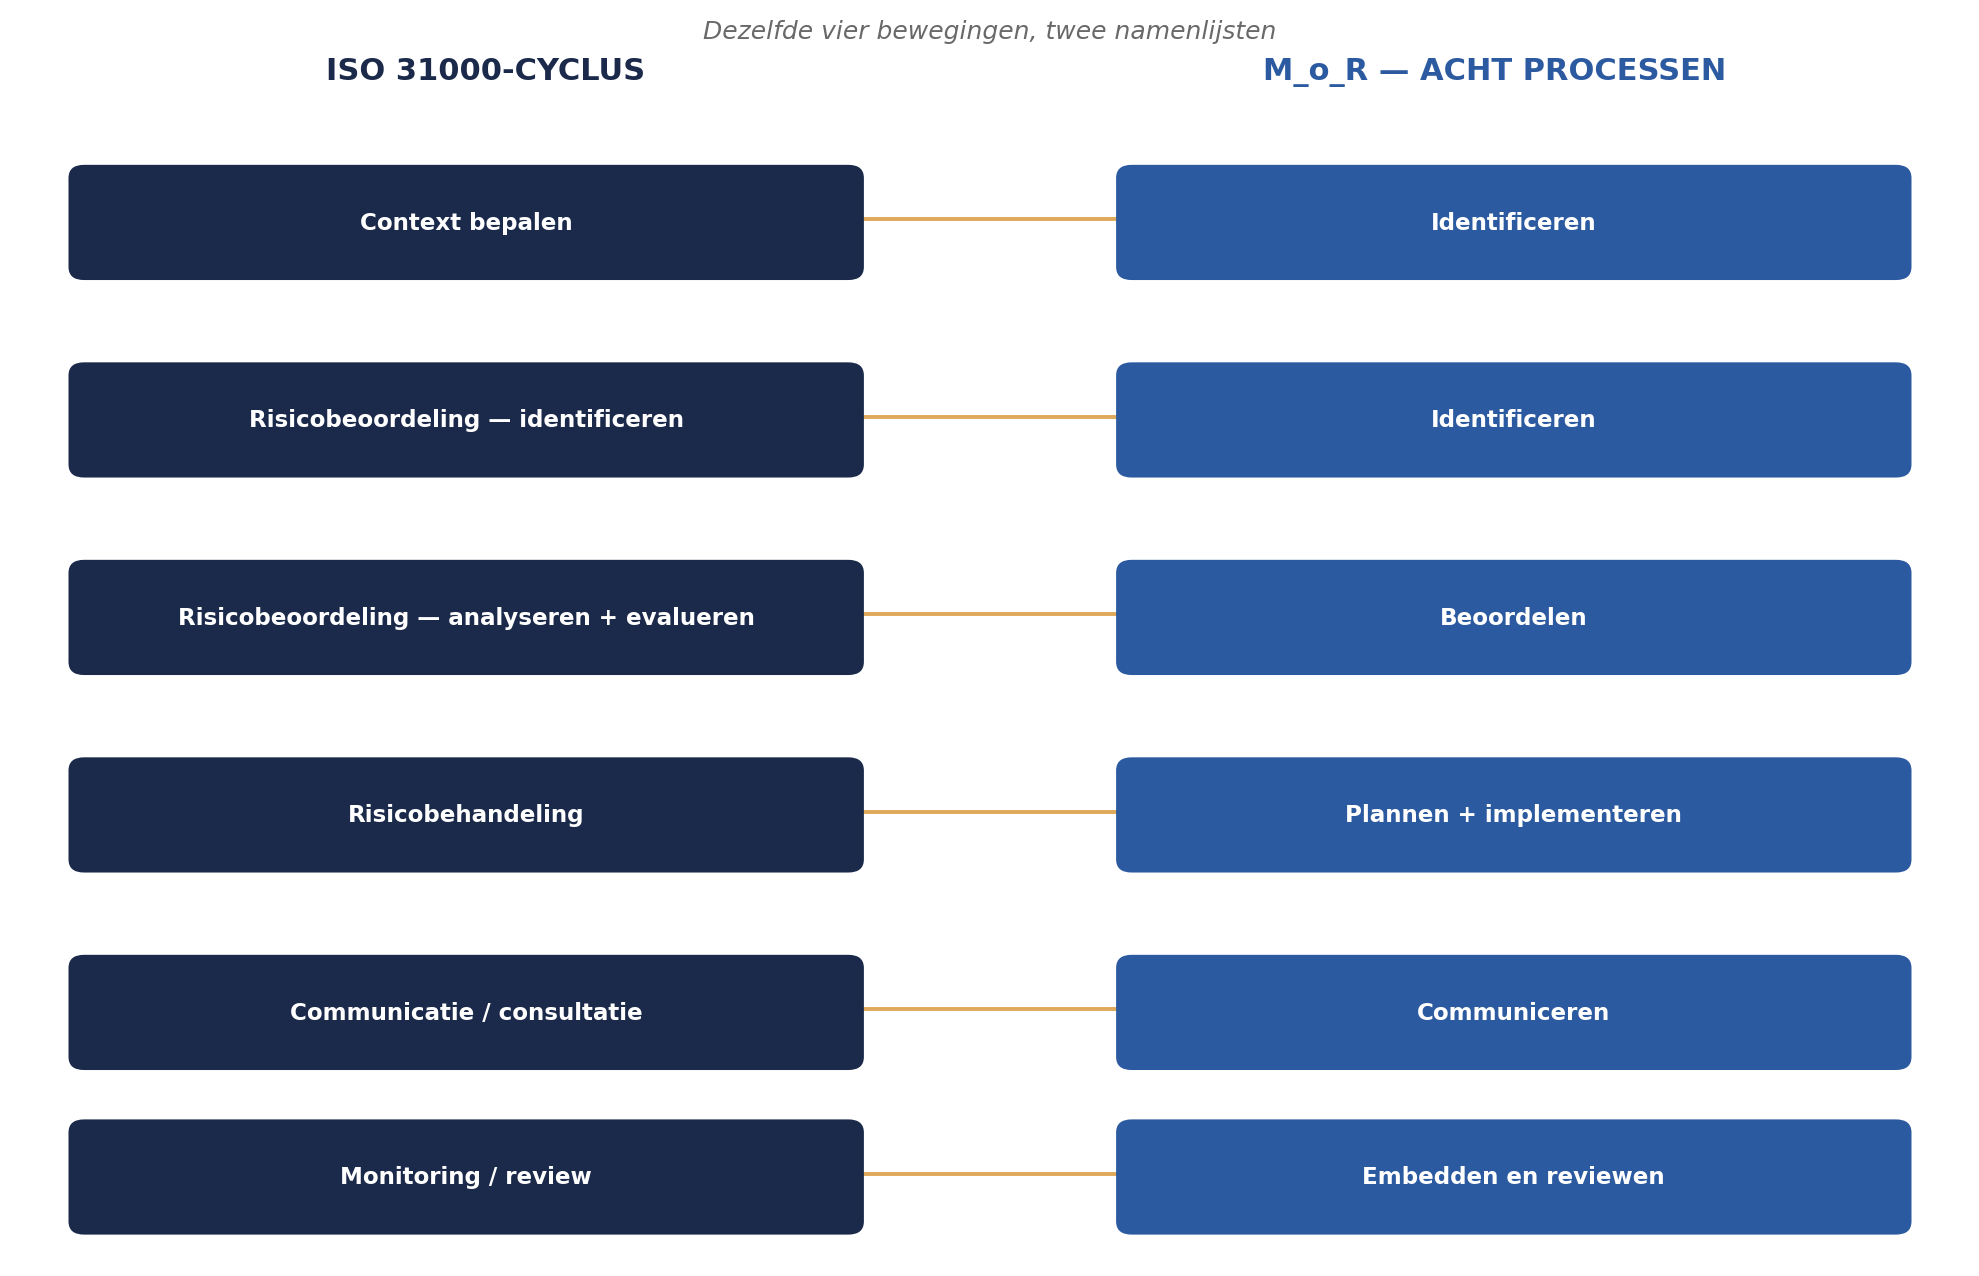 Dezelfde vier bewegingen, twee namenlijsten
ISO 31000-CYCLUS
M_o_R — ACHT PROCESSEN
Context bepalen
Identificeren
Risicobeoordeling — identificeren
Identificeren
Risicobeoordeling — analyseren + evalueren
Beoordelen
Risicobehandeling
Plannen + implementeren
Communicatie / consultatie
Communiceren
Monitoring / review
Embedden en reviewen